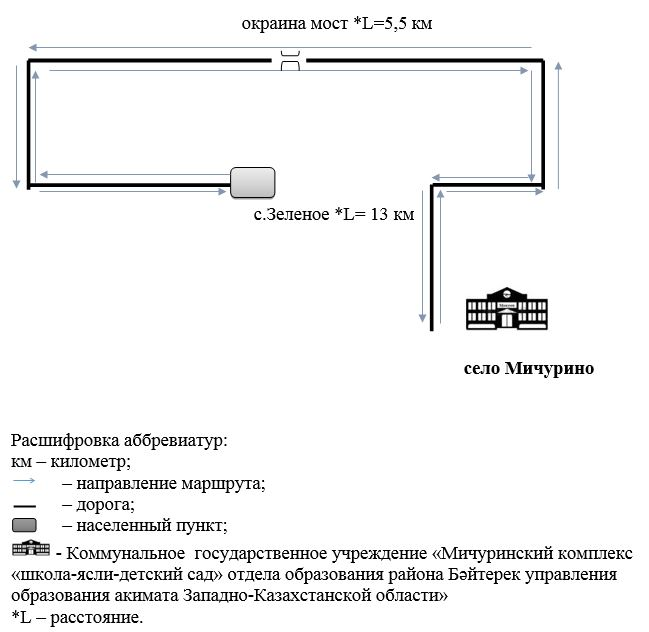 окраина мост *L=5,5 км
с.Зеленое *L= 13 км
село Мичурино
Расшифровка аббревиатур:
км – километр;
– направление маршрута;
– дорога;
– населенный пункт;
- Коммунальное государственное учреждение «Мичуринский комплекс
«школа-ясли-детский сад» отдела образования района Бәйтерек управления
образования акимата Западно-Казахстанской области»
*L – расстояние.